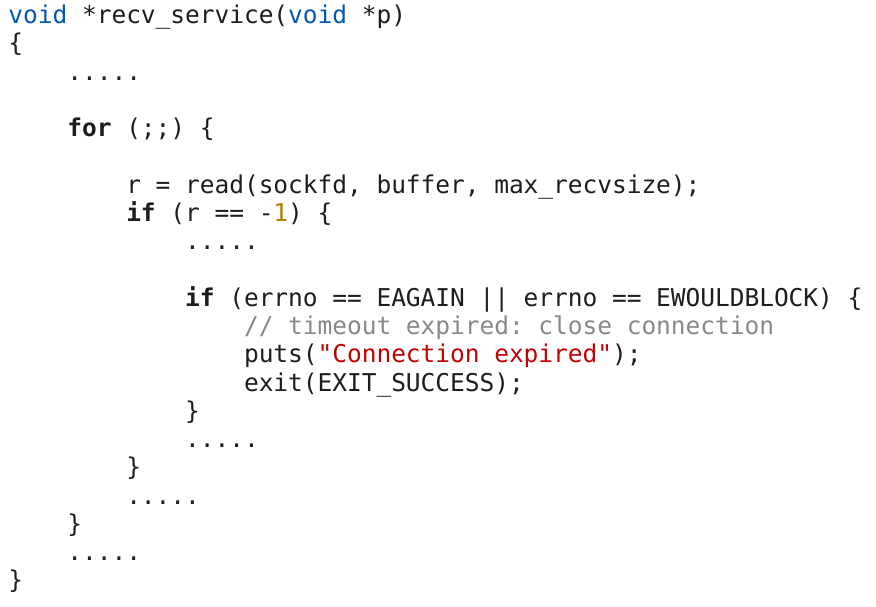 void *recv_service(void *p)
{
    .....

    for (;;) {

        r = read(sockfd, buffer, max_recvsize);
        if (r == -1) {
            .....

            if (errno == EAGAIN || errno == EWOULDBLOCK) {
                // timeout expired: close connection
                puts("Connection expired");
                exit(EXIT_SUCCESS);
            }
            .....
        }
        .....
    }
    .....
}